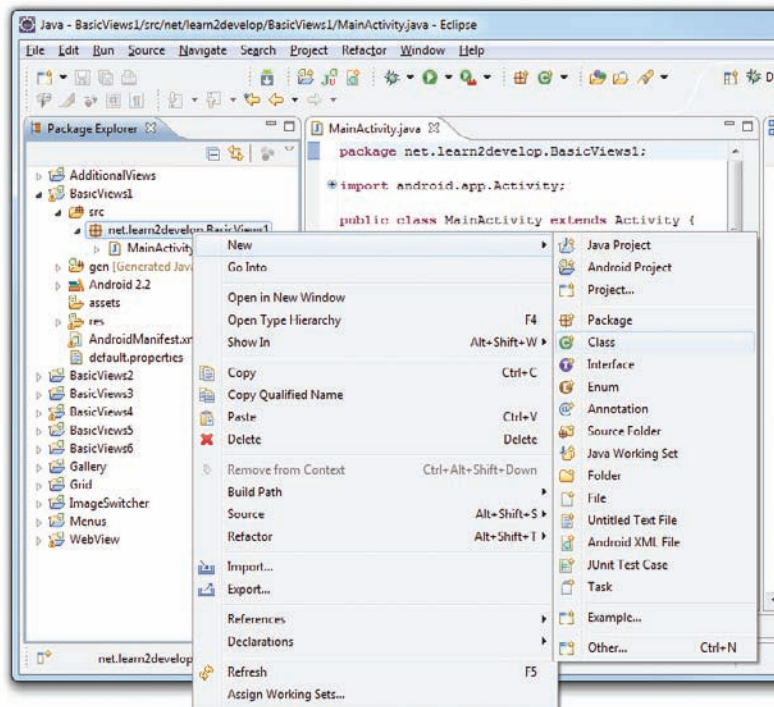 Java - BasicViews1/src/net/learn2develop/BasicViews1/MainActivity.java - Eclipse
File Edit Run Source Navigate Search Project Refactor Window Help
Package Explorer
MainActivity.java
package net.learn2develop.BasicViews1;
import android.app.Activity;
public class MainActivity extends Activity {
AdditionalViews
BasicViews1
src
net.learn2develop.BasicViews1
MainActivity
gen [Generated Java
Android 2.2
assets
res
AndroidManifest.xm
default.properties
BasicViews2
BasicViews3
BasicViews4
BasicViews5
BasicViews6
Gallery
Grid
ImageSwitcher
Menus
WebView
net.learn2develop
New
Go Into
Open in New Window
Open Type Hierarchy F4
Show In Alt+Shift+W
Copy Ctrl+C
Copy Qualified Name
Paste Ctrl+V
Delete Delete
Remove from Context Ctrl+Alt+Shift+Down
Build Path
Source Alt+Shift+S
Refactor Alt+Shift+T
Import...
Export...
References
Declarations
Refresh F5
Assign Working Sets...
Java Project
Android Project
Project...
Package
Class
Interface
Enum
Annotation
Source Folder
Java Working Set
Folder
File
Untitled Text File
Android XML File
JUnit Test Case
Task
Example...
Other... Ctrl+N